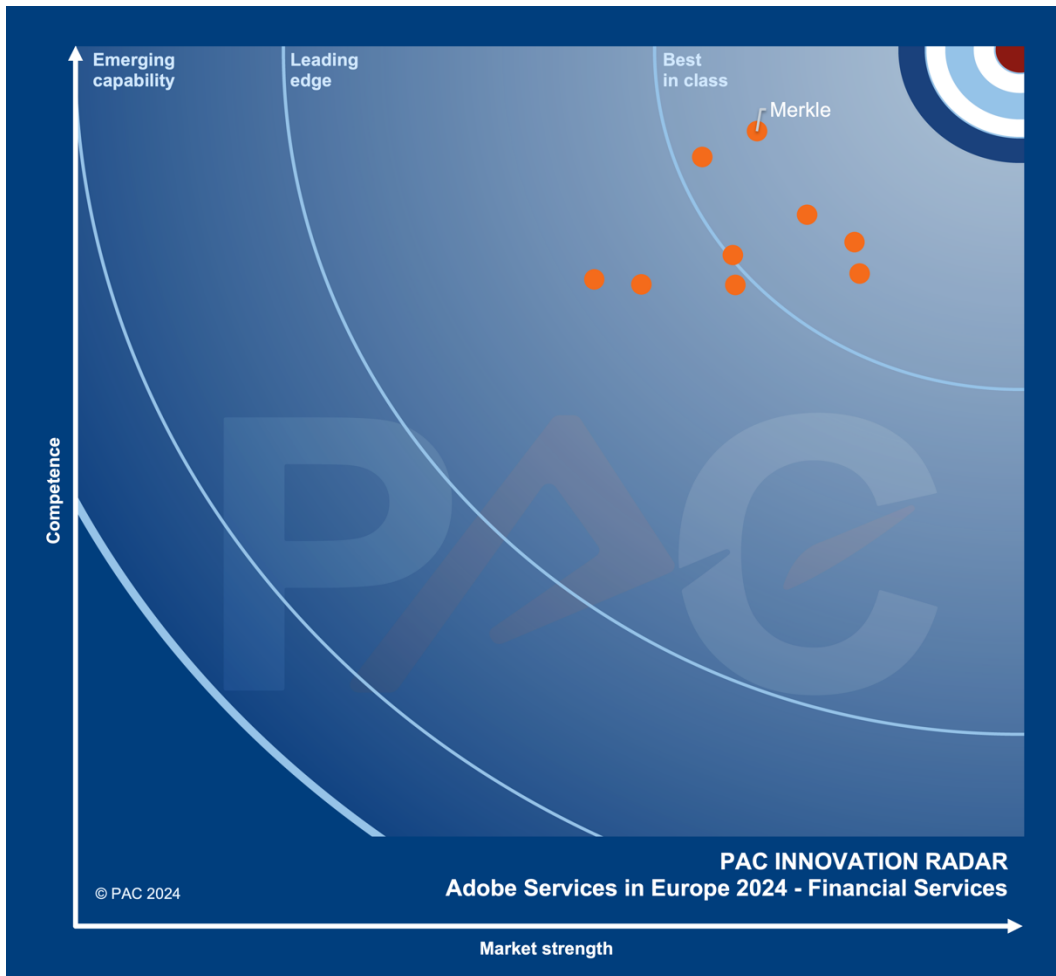 Emerging
capability
Leading
edge
Best
in class
Merkle
Competence
PAC
PAC INNOVATION RADAR
Adobe Services in Europe 2024 - Financial Services
© PAC 2024
Market strength